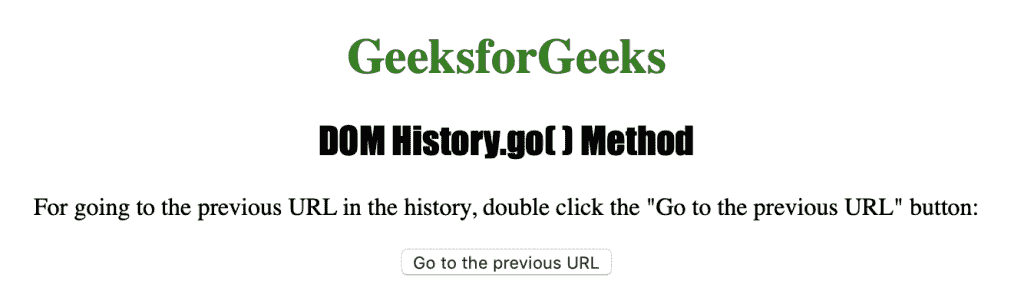 GeeksforGeeks
DOM History.go( ) Method
For going to the previous URL in the history, double click the "Go to the previous URL" button:
Go to the previous URL